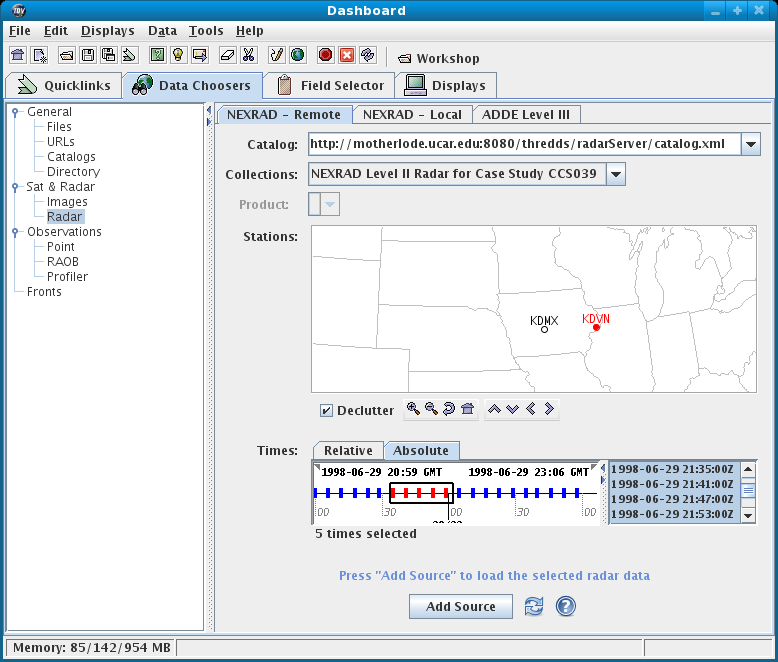 Dashboard
File Edit Displays Data Tools Help
Workshop
Quicklinks Data Choosers Field Selector Displays
General
Files
URLs
Catalogs
Directory
Sat & Radar
Images
Radar
Observations
Point
RAOB
Profiler
Fronts
NEXRAD - Remote NEXRAD - Local ADDE Level III
Catalog: http://motherlode.ucar.edu:8080/thredds/radarServer/catalog.xml
Collections: NEXRAD Level II Radar for Case Study CCS039
Product:
Stations:
KDMX KDVN
Declutter
Times: Relative Absolute
1998-06-29 20:59 GMT 1998-06-29 23:06 GMT
:00 :30 :00 :30 :00
1998-06-29 21:35:00Z
1998-06-29 21:41:00Z
1998-06-29 21:47:00Z
1998-06-29 21:53:00Z
5 times selected
Press "Add Source" to load the selected radar data
Add Source
Memory: 85/142/954 MB